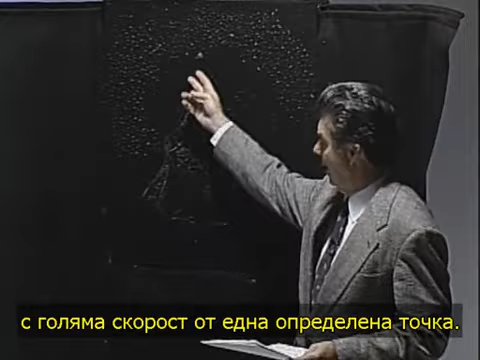 с голяма скорост от една определена точка.